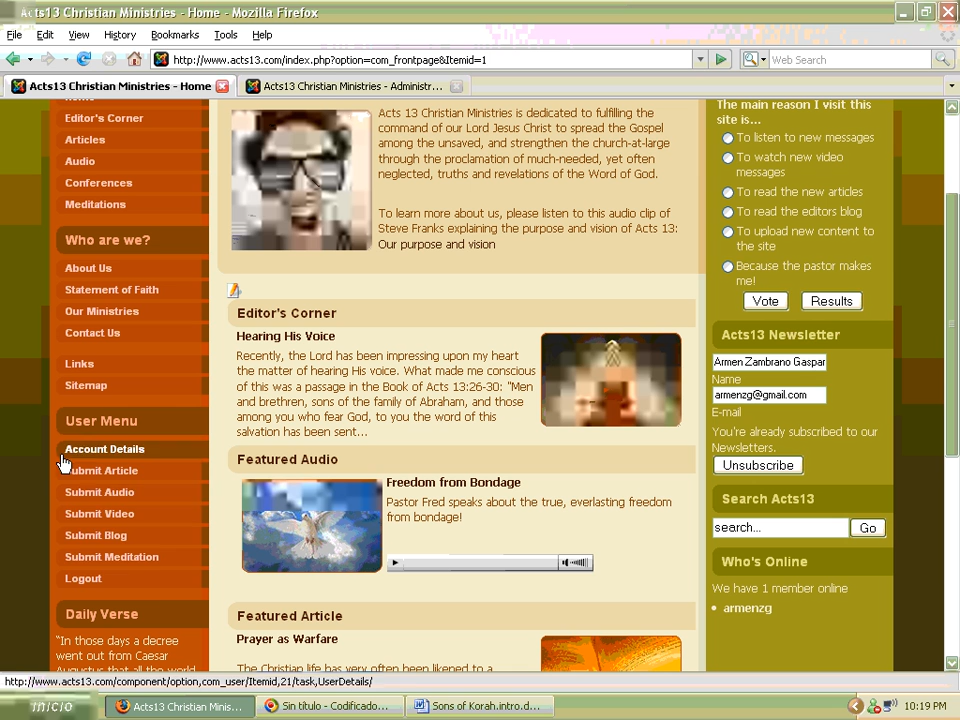 Acts13 Christian Ministries - Home - Mozilla Firefox
File Edit View History Bookmarks Tools Help
http://www.acts13.com/index.php?option=com_frontpage&Itemid=1
Web Search
Acts13 Christian Ministries - Home
Acts13 Christian Ministries - Administr...
Editor's Corner
Articles
Audio
Conferences
Meditations
Who are we?
About Us
Statement of Faith
Our Ministries
Contact Us
Links
Sitemap
User Menu
Account Details
Submit Article
Submit Audio
Submit Video
Submit Blog
Submit Meditation
Logout
Daily Verse
"In those days a decree
went out from Caesar
Augustus that all the world
Acts 13 Christian Ministries is dedicated to fulfilling the
command of our Lord Jesus Christ to spread the Gospel
among the unsaved, and strengthen the church-at-large
through the proclamation of much-needed, yet often
neglected, truths and revelations of the Word of God.
To learn more about us, please listen to this audio clip of
Steve Franks explaining the purpose and vision of Acts 13:
Our purpose and vision
Editor's Corner
Hearing His Voice
Recently, the Lord has been impressing upon my heart
the matter of hearing His voice. What made me conscious
of this was a passage in the Book of Acts 13:26-30: "Men
and brethren, sons of the family of Abraham, and those
among you who fear God, to you the word of this
salvation has been sent...
Featured Audio
Freedom from Bondage
Pastor Fred speaks about the true, everlasting freedom
from bondage!
Featured Article
Prayer as Warfare
The Christian life has very often been likened to a
The main reason I visit this
site is...
To listen to new messages
To watch new video
messages
To read the new articles
To read the editors blog
To upload new content to
the site
Because the pastor makes
me!
Vote Results
Acts13 Newsletter
Armen Zambrano Gaspar
Name
armenzg@gmail.com
E-mail
You're already subscribed to our
Newsletters.
Unsubscribe
Search Acts13
search... Go
Who's Online
We have 1 member online
armenzg
http://www.acts13.com/component/option,com_user/Itemid,21/task,UserDetails/
Inicio
Acts13 Christian Minis...
Sin título - Codificado...
Sons of Korah.intro.d...
10:19 PM